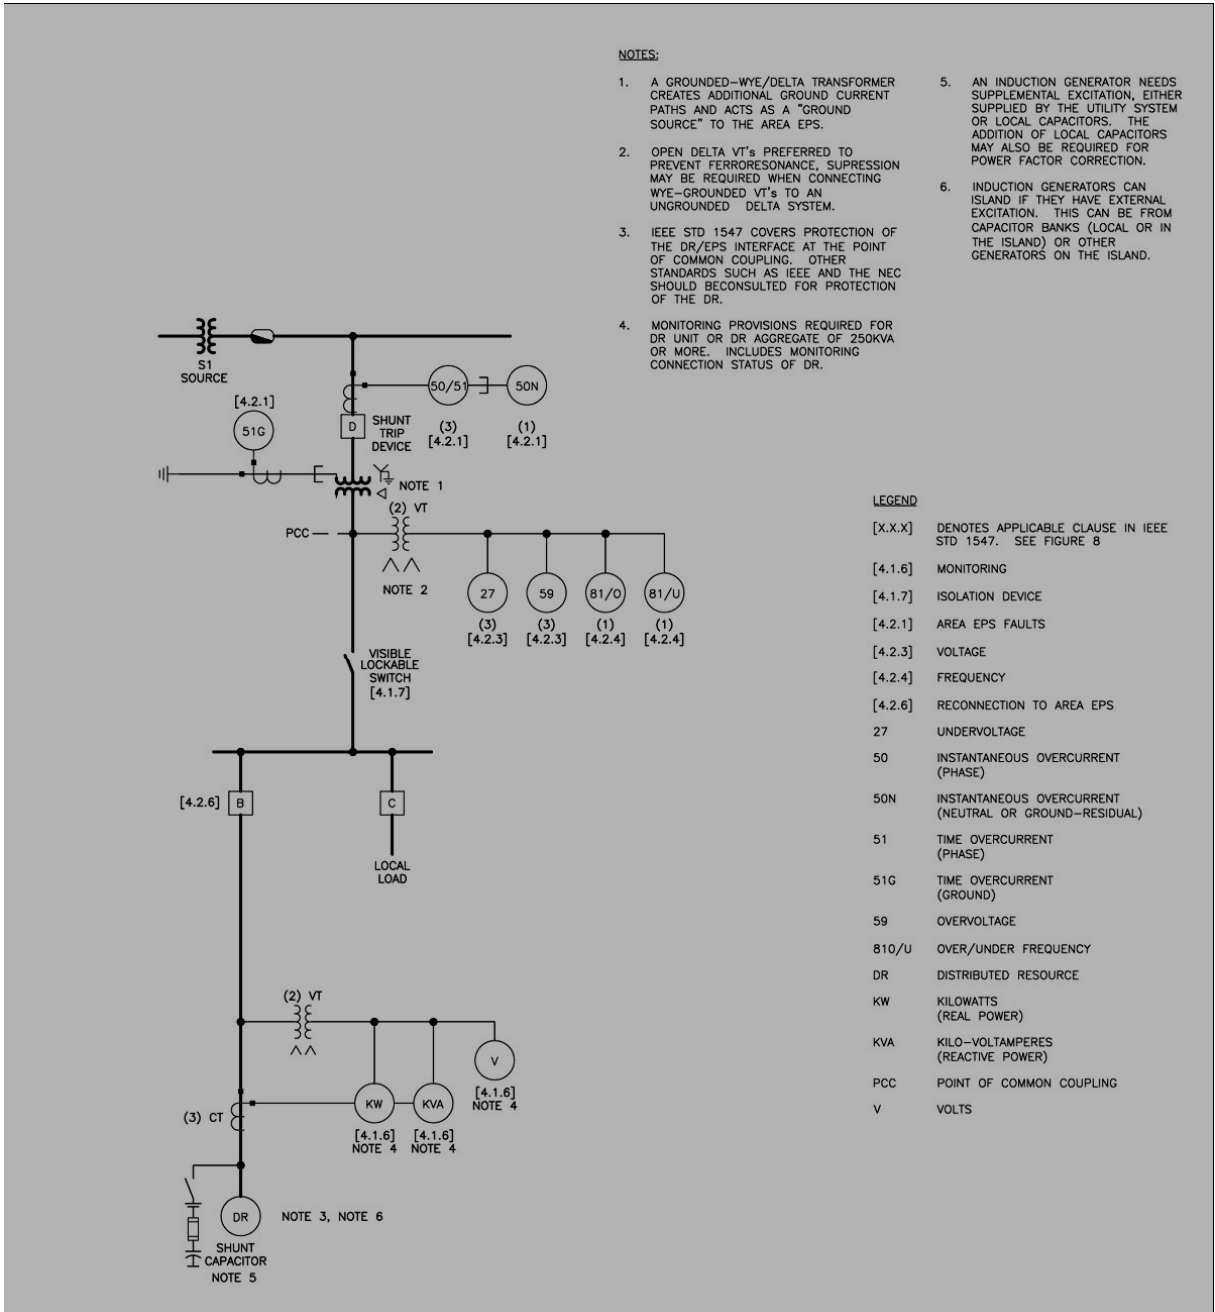 NOTES:
1. A GROUNDED-WYE/DELTA TRANSFORMER
CREATES ADDITIONAL GROUND CURRENT
PATHS AND ACTS AS A "GROUND
SOURCE" TO THE AREA EPS.
2. OPEN DELTA VT's PREFERRED TO
PREVENT FERRORESONANCE, SUPRESSION
MAY BE REQUIRED WHEN CONNECTING
WYE-GROUNDED VT's TO AN
UNGROUNDED DELTA SYSTEM.
3. IEEE STD 1547 COVERS PROTECTION OF
THE DR/EPS INTERFACE AT THE POINT
OF COMMON COUPLING. OTHER
STANDARDS SUCH AS IEEE AND THE NEC
SHOULD BECONSULTED FOR PROTECTION
OF THE DR.
4. MONITORING PROVISIONS REQUIRED FOR
DR UNIT OR DR AGGREGATE OF 250KVA
OR MORE. INCLUDES MONITORING
CONNECTION STATUS OF DR.
5. AN INDUCTION GENERATOR NEEDS
SUPPLEMENTAL EXCITATION, EITHER
SUPPLIED BY THE UTILITY SYSTEM
OR LOCAL CAPACITORS. THE
ADDITION OF LOCAL CAPACITORS
MAY ALSO BE REQUIRED FOR
POWER FACTOR CORRECTION.
6. INDUCTION GENERATORS CAN
ISLAND IF THEY HAVE EXTERNAL
EXCITATION. THIS CAN BE FROM
CAPACITOR BANKS (LOCAL OR IN
THE ISLAND) OR OTHER
GENERATORS ON THE ISLAND.
S1
SOURCE
[4.2.1]
51G
50/51
50N
(3)
[4.2.1]
(1)
[4.2.1]
D
SHUNT
TRIP
DEVICE
NOTE 1
(2) VT
PCC
NOTE 2
27
59
81/O
81/U
(3)
[4.2.3]
(3)
[4.2.3]
(1)
[4.2.4]
(1)
[4.2.4]
VISIBLE
LOCKABLE
SWITCH
[4.1.7]
[4.2.6]
B
C
LOCAL
LOAD
(2) VT
V
[4.1.6]
NOTE 4
(3) CT
KW
KVA
[4.1.6]
NOTE 4
[4.1.6]
NOTE 4
DR
NOTE 3, NOTE 6
SHUNT
CAPACITOR
NOTE 5
LEGEND
[X.X.X] DENOTES APPLICABLE CLAUSE IN IEEE
STD 1547. SEE FIGURE 8
[4.1.6] MONITORING
[4.1.7] ISOLATION DEVICE
[4.2.1] AREA EPS FAULTS
[4.2.3] VOLTAGE
[4.2.4] FREQUENCY
[4.2.6] RECONNECTION TO AREA EPS
27 UNDERVOLTAGE
50 INSTANTANEOUS OVERCURRENT
(PHASE)
50N INSTANTANEOUS OVERCURRENT
(NEUTRAL OR GROUND-RESIDUAL)
51 TIME OVERCURRENT
(PHASE)
51G TIME OVERCURRENT
(GROUND)
59 OVERVOLTAGE
810/U OVER/UNDER FREQUENCY
DR DISTRIBUTED RESOURCE
KW KILOWATTS
(REAL POWER)
KVA KILO-VOLTAMPERES
(REACTIVE POWER)
PCC POINT OF COMMON COUPLING
V VOLTS